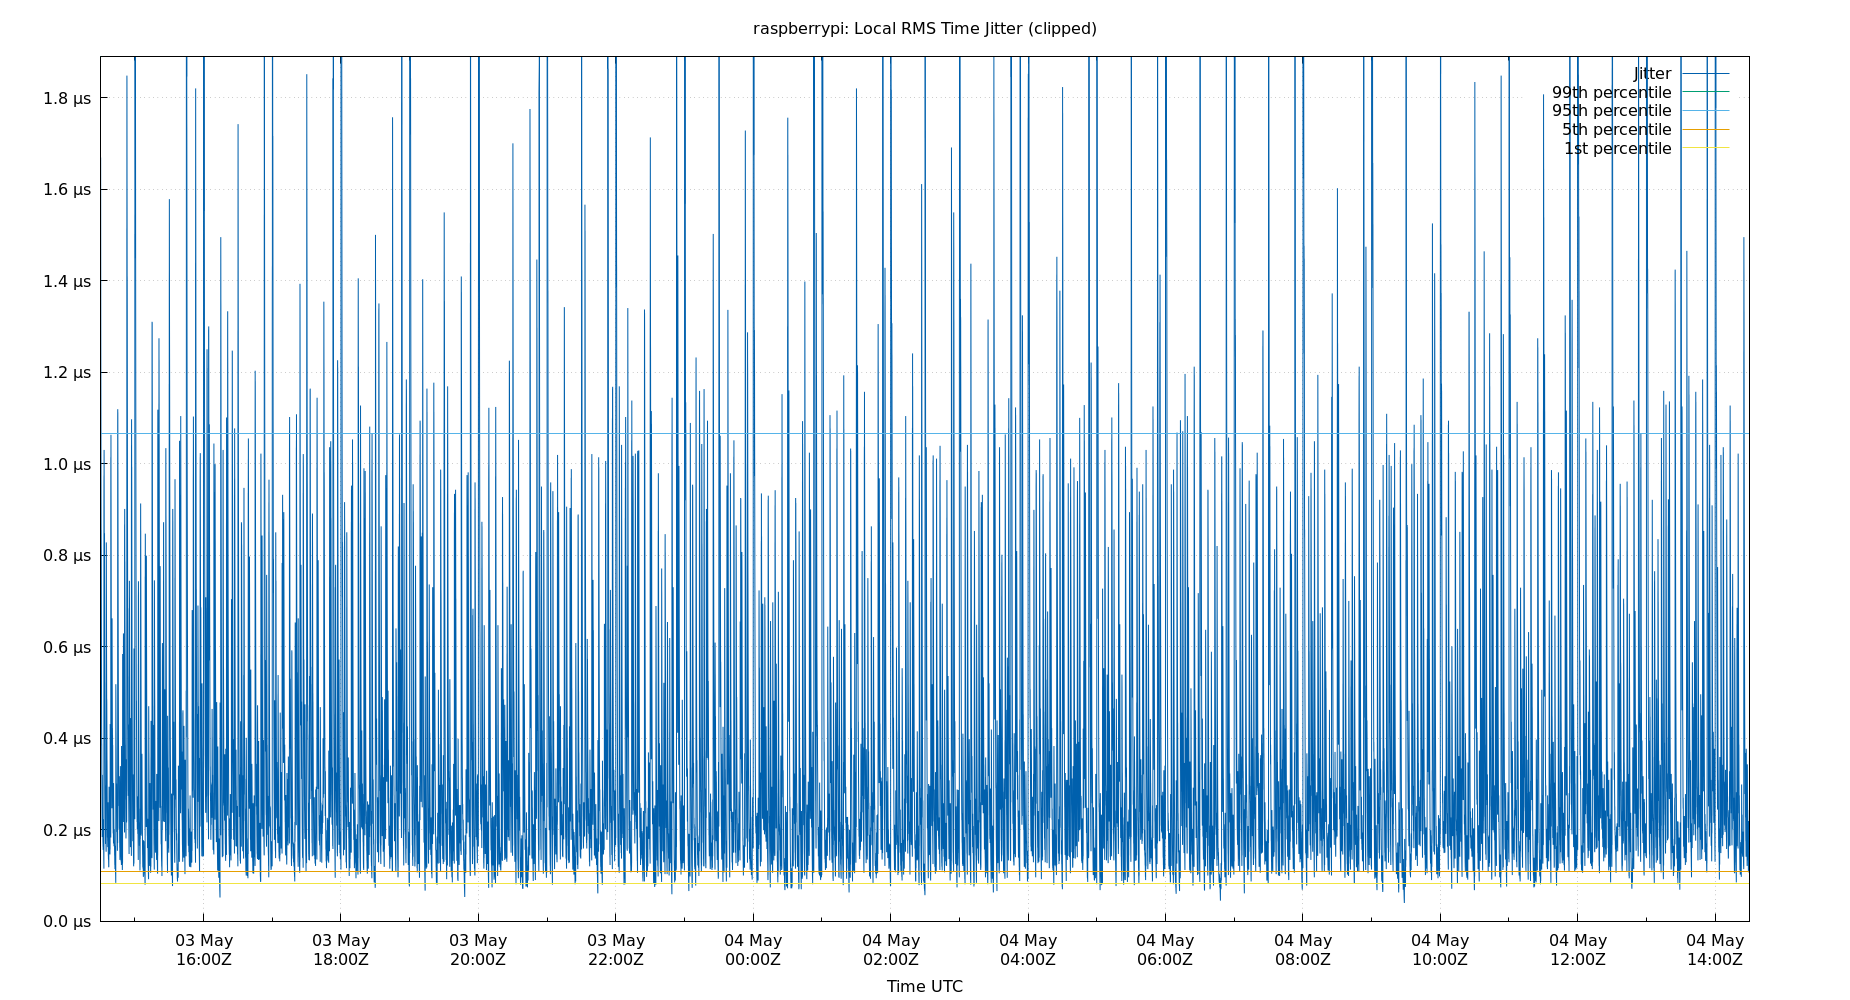 raspberrypi: Local RMS Time Jitter (clipped)
Jitter
99th percentile
95th percentile
5th percentile
1st percentile
1.8 µs
1.6 µs
1.4 µs
1.2 µs
1.0 µs
0.8 µs
0.6 µs
0.4 µs
0.2 µs
0.0 µs
03 May 03 May 03 May 03 May 04 May 04 May 04 May 04 May 04 May 04 May 04 May 04 May
16:00Z 18:00Z 20:00Z 22:00Z 00:00Z 02:00Z 04:00Z 06:00Z 08:00Z 10:00Z 12:00Z 14:00Z
Time UTC